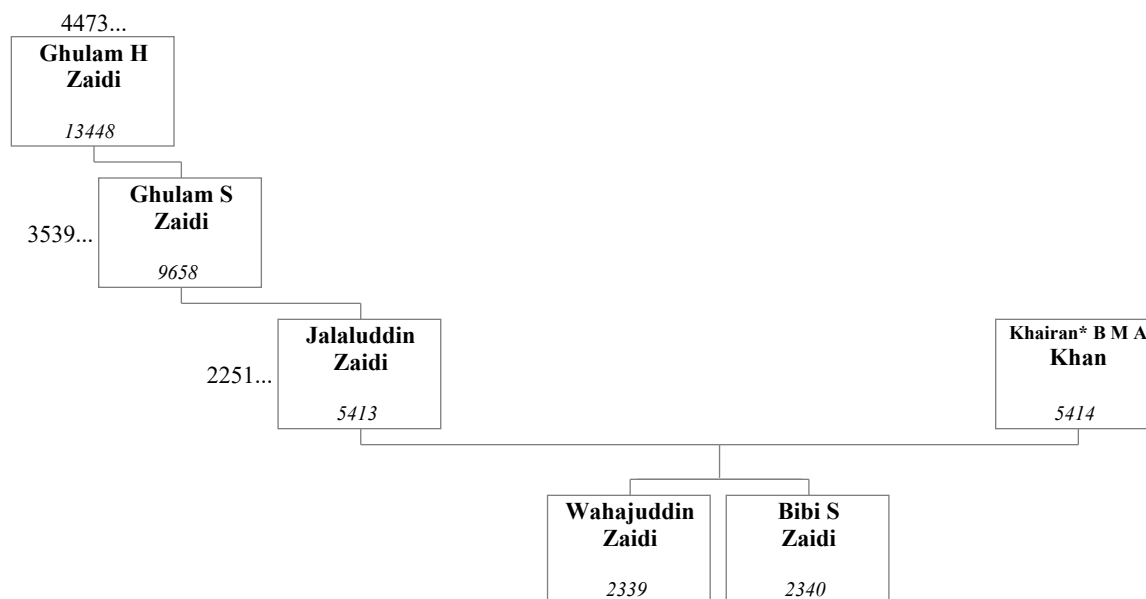 4473...
Ghulam H
Zaidi
13448
Ghulam S
Zaidi
3539...
9658
Jalaluddin
Zaidi
2251...
5413
Khairan* B M A
Khan
5414
Wahajuddin
Zaidi
2339
Bibi S
Zaidi
2340